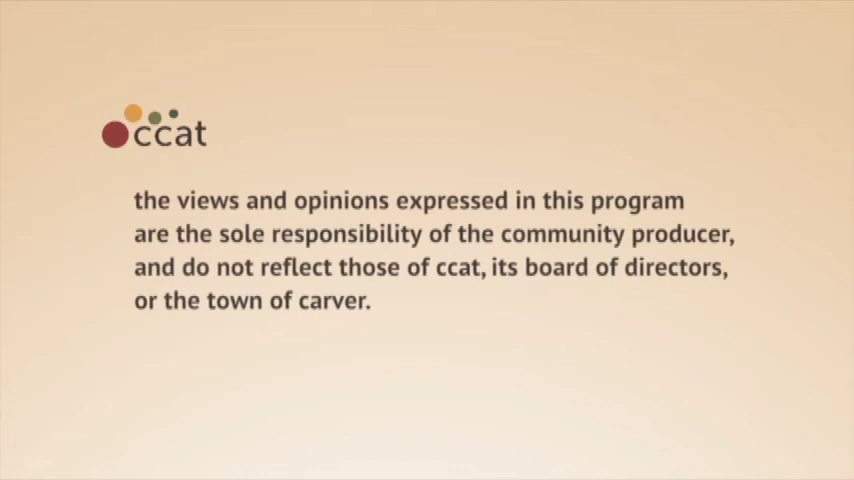 ccat
the views and opinions expressed in this program
are the sole responsibility of the community producer,
and do not reflect those of ccat, its board of directors,
or the town of carver.